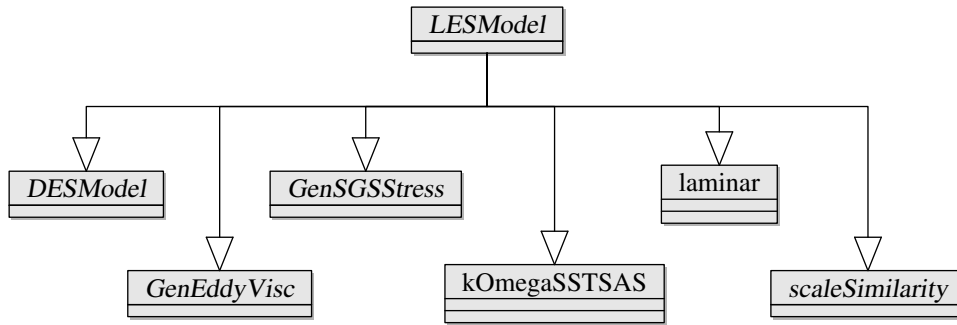 LESModel
DESModel
GenSGSStress
laminar
GenEddyVisc
kOmegaSSTSAS
scaleSimilarity